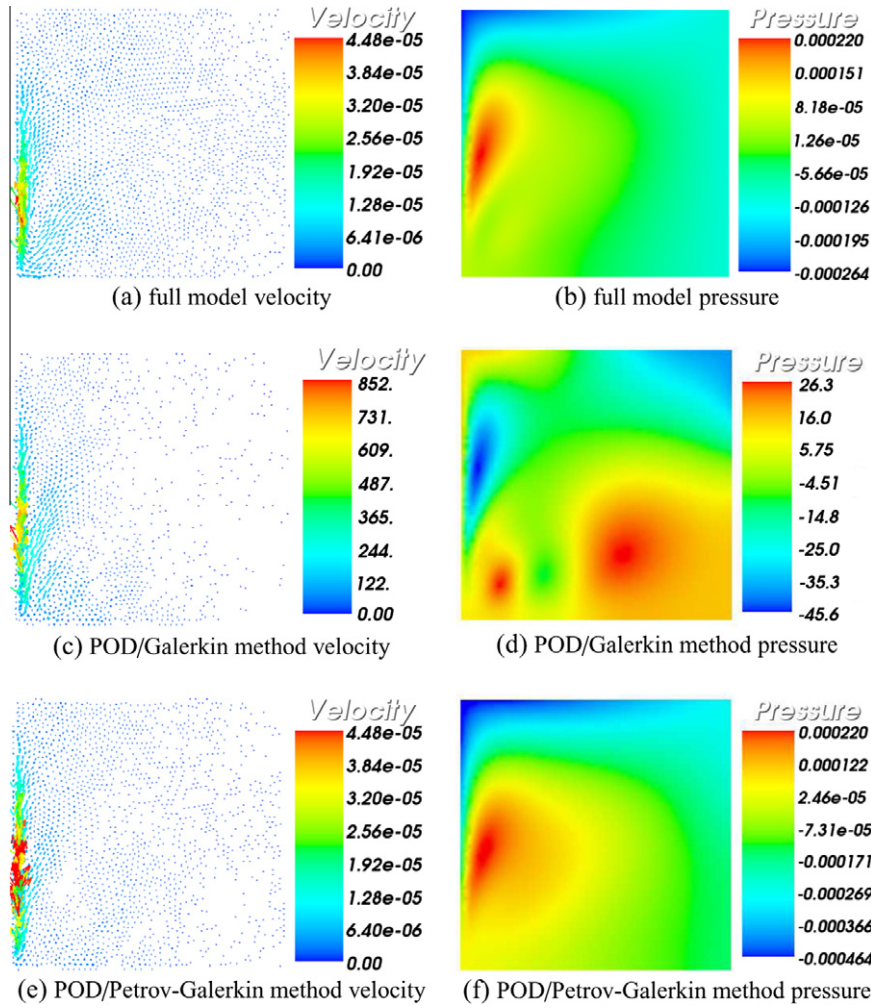 Velocity
4.48e-05
3.84e-05
3.20e-05
2.56e-05
1.92e-05
1.28e-05
6.41e-06
0.00
(a) full model velocity
Pressure
0.000220
0.000151
8.18e-05
1.26e-05
-5.66e-05
-0.000126
-0.000195
-0.000264
(b) full model pressure
Velocity
852.
731.
609.
487.
365.
244.
122.
0.00
(c) POD/Galerkin method velocity
Pressure
26.3
16.0
5.75
-4.51
-14.8
-25.0
-35.3
-45.6
(d) POD/Galerkin method pressure
Velocity
4.48e-05
3.84e-05
3.20e-05
2.56e-05
1.92e-05
1.28e-05
6.40e-06
0.00
(e) POD/Petrov-Galerkin method velocity
Pressure
0.000220
0.000122
2.46e-05
-7.31e-05
-0.000171
-0.000269
-0.000366
-0.000464
(f) POD/Petrov-Galerkin method pressure